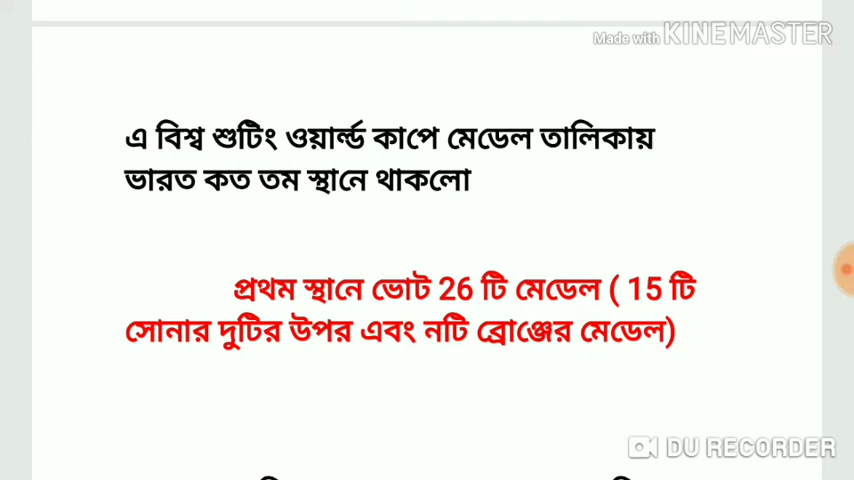 Made with KINEMASTER
এ বিশ্ব শুটিং ওয়ার্ল্ড কাপে মেডেল তালিকায়
ভারত কত তম স্থানে থাকলো
প্রথম স্থানে ভোট 26 টি মেডেল ( 15 টি
সোনার দুটির উপর এবং নটি ব্রোঞ্জের মেডেল)
DU RECORDER